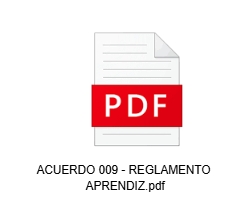 PDF
ACUERDO 009 - REGLAMENTO
APRENDIZ.pdf